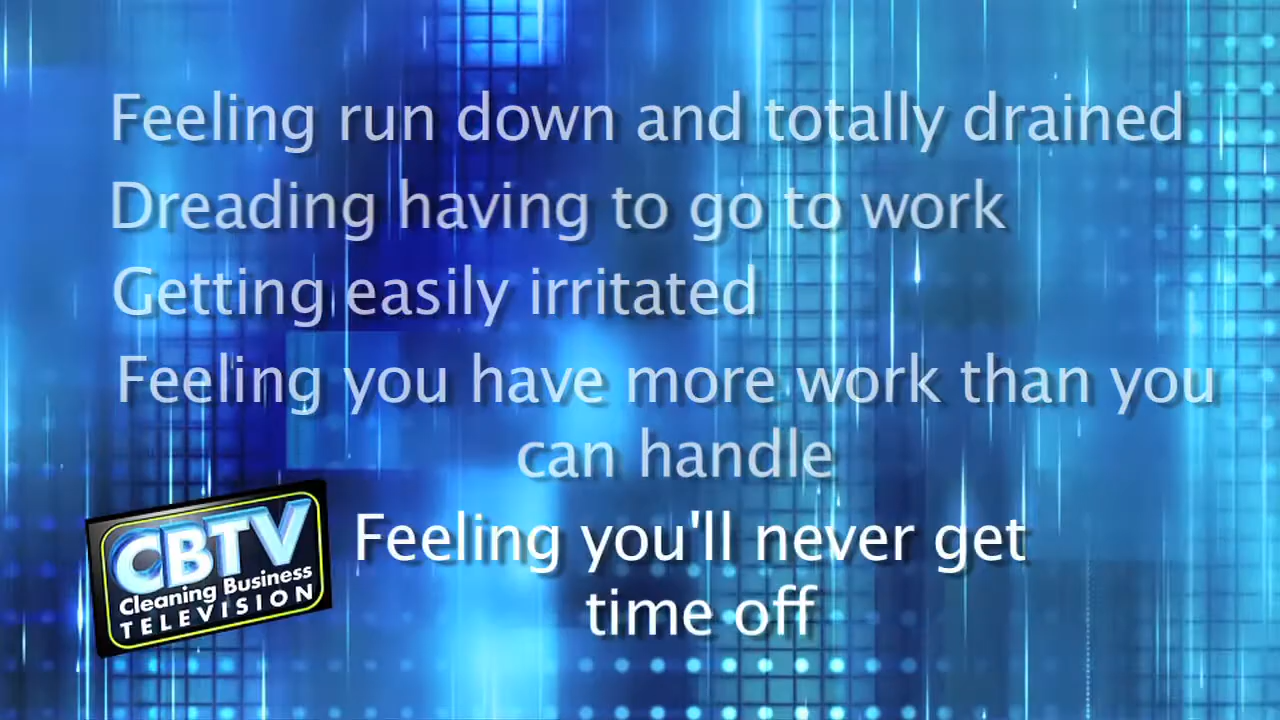 Feeling run down and totally drained
Dreading having to go to work
Getting easily irritated
Feeling you have more work than you
can handle
Feeling you'll never get
time off
CBTV
Cleaning Business
TELEVISION